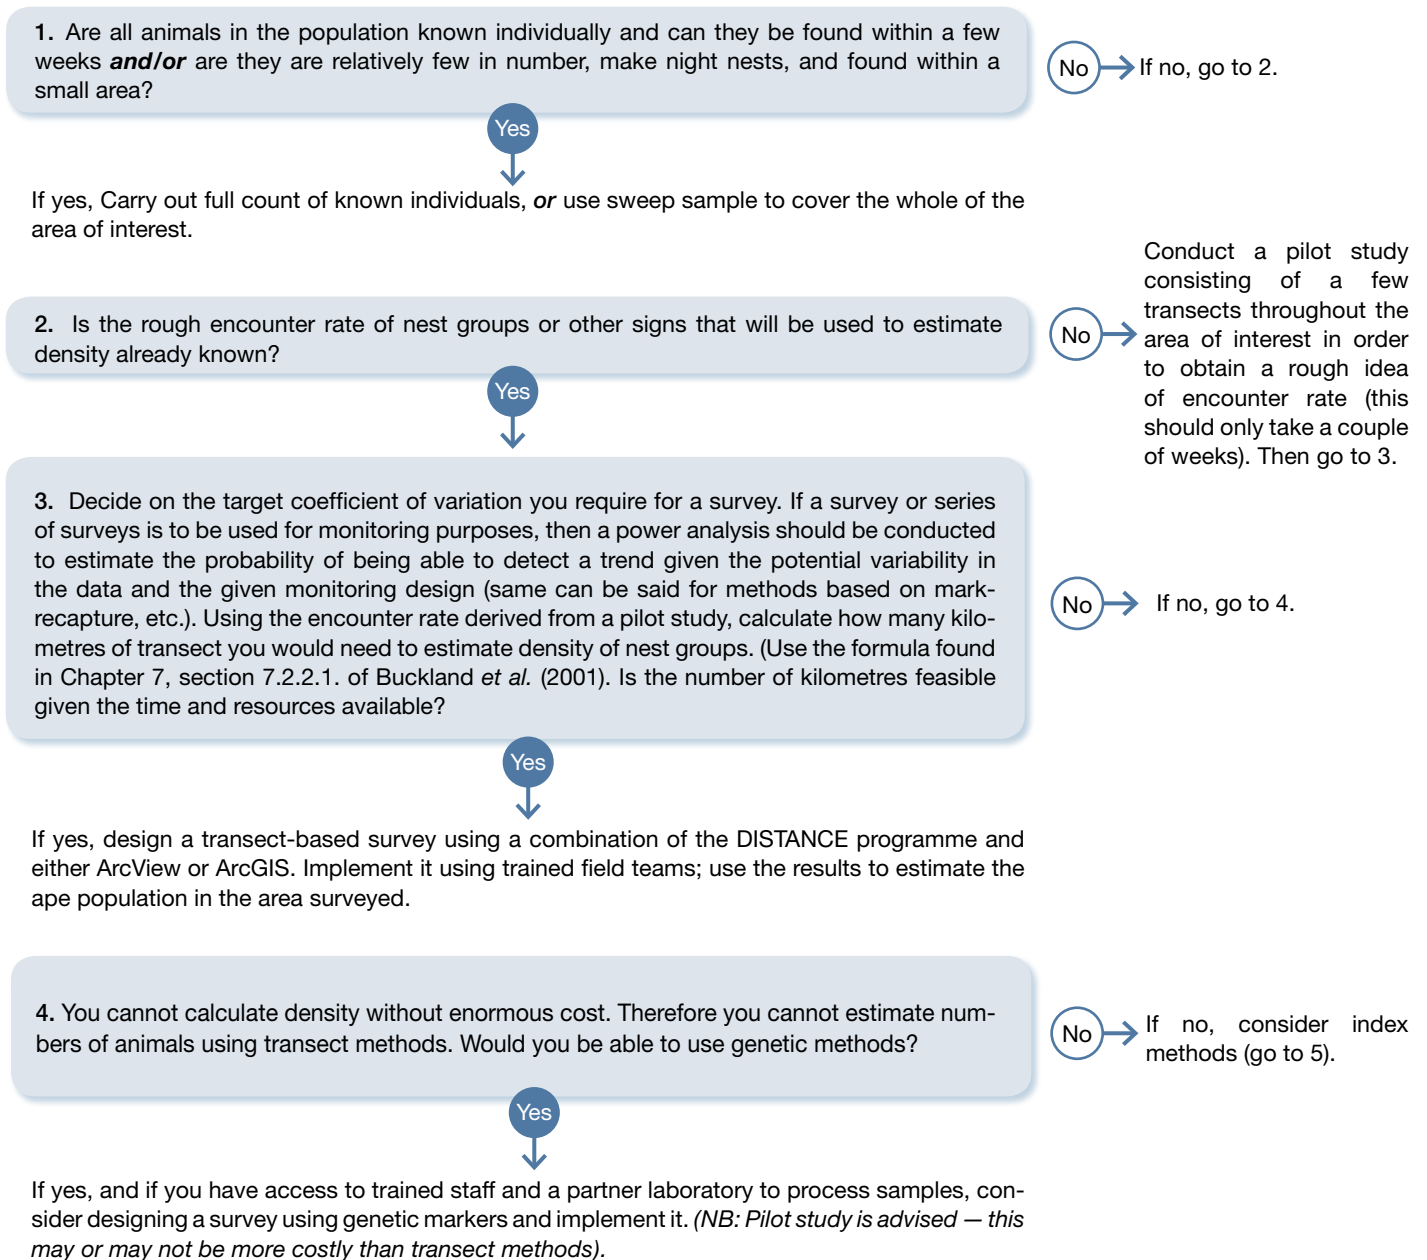 1. Are all animals in the population known individually and can they be found within a few
weeks and/or are they are relatively few in number, make night nests, and found within a
small area?
No
If no, go to 2.
Yes
If yes, Carry out full count of known individuals, or use sweep sample to cover the whole of the
area of interest.
2. Is the rough encounter rate of nest groups or other signs that will be used to estimate
density already known?
No
Conduct a pilot study
consisting of a few
transects throughout the
area of interest in order
to obtain a rough idea
of encounter rate (this
should only take a couple
of weeks). Then go to 3.
Yes
3. Decide on the target coefficient of variation you require for a survey. If a survey or series
of surveys is to be used for monitoring purposes, then a power analysis should be conducted
to estimate the probability of being able to detect a trend given the potential variability in
the data and the given monitoring design (same can be said for methods based on mark-
recapture, etc.). Using the encounter rate derived from a pilot study, calculate how many kilo-
metres of transect you would need to estimate density of nest groups. (Use the formula found
in Chapter 7, section 7.2.2.1. of Buckland et al. (2001). Is the number of kilometres feasible
given the time and resources available?
No
If no, go to 4.
Yes
If yes, design a transect-based survey using a combination of the DISTANCE programme and
either ArcView or ArcGIS. Implement it using trained field teams; use the results to estimate the
ape population in the area surveyed.
4. You cannot calculate density without enormous cost. Therefore you cannot estimate num-
bers of animals using transect methods. Would you be able to use genetic methods?
No
If no, consider index
methods (go to 5).
Yes
If yes, and if you have access to trained staff and a partner laboratory to process samples, con-
sider designing a survey using genetic markers and implement it. (NB: Pilot study is advised — this
may or may not be more costly than transect methods).